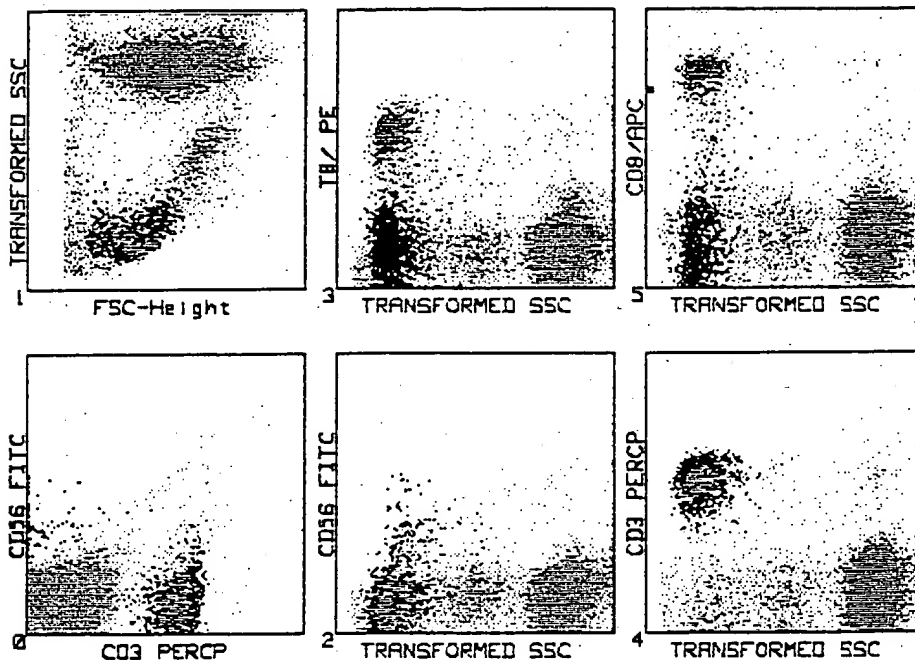 TRANSFORMED SSC
1
FSC-Height
T8/ PE
3
TRANSFORMED SSC
CD8/APC
5
TRANSFORMED SSC
CD56 FITC
0
CD3 PERCP
CD56 FITC
2
TRANSFORMED SSC
CD3 PERCP
4
TRANSFORMED SSC